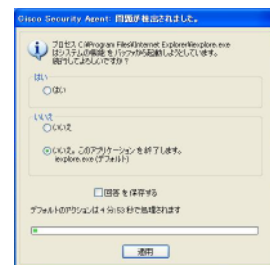 Cisco Security Agent: 問題が検出されました。
プロセス C:\Program Files\Internet Explorer\iexplore.exe
はシステムの機能 をバッファから起動しようとしています。
続行してよろしいですか？
はい
はい
いいえ
いいえ
いいえ。このアプリケーション を終了します。
iexplore.exe (デフォルト)
回答を保存する
デフォルトのアクションは 4 分: 53 秒で処理されます
適用